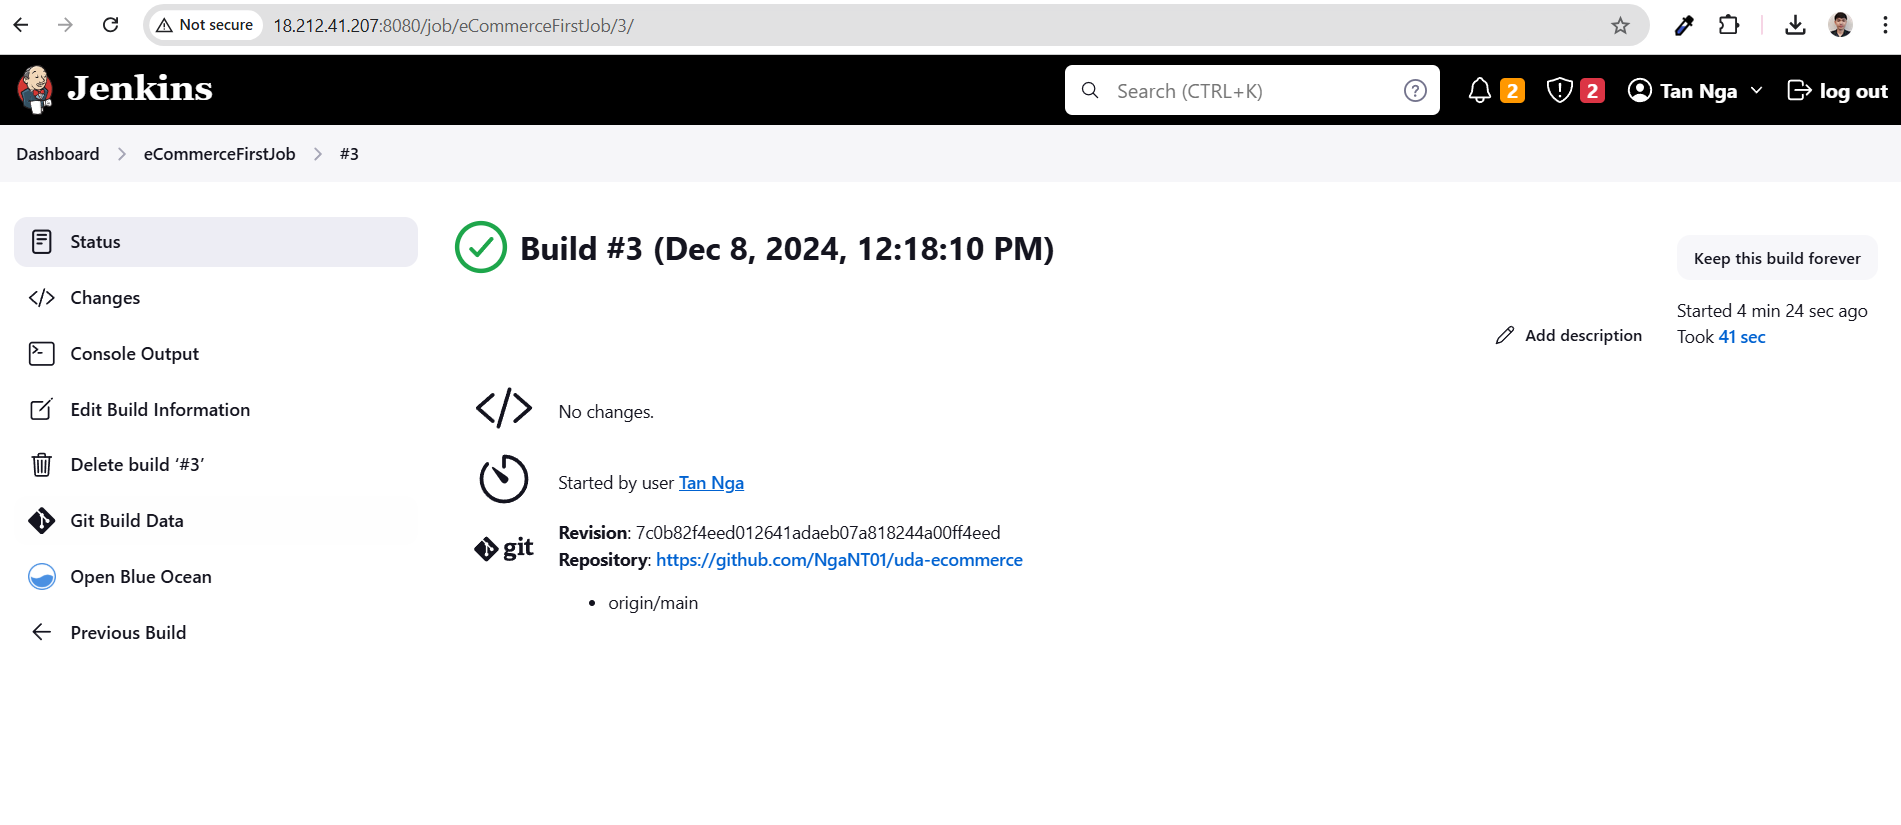 Not secure 18.212.41.207:8080/job/eCommerceFirstJob/3/
Jenkins
Search (CTRL+K)
?
2
2
Tan Nga
log out
Dashboard
eCommerceFirstJob
#3
Status
Changes
Console Output
Edit Build Information
Delete build ‘#3’
Git Build Data
Open Blue Ocean
Previous Build
Build #3 (Dec 8, 2024, 12:18:10 PM)
Keep this build forever
Started 4 min 24 sec ago
Took 41 sec
Add description
No changes.
Started by user Tan Nga
git
Revision: 7c0b82f4eed012641adaeb07a818244a00ff4eed
Repository: https://github.com/NgaNT01/uda-ecommerce
• origin/main